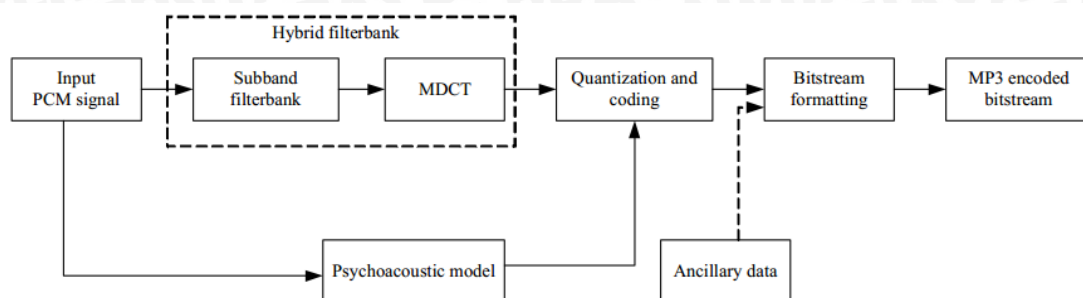 Hybrid filterbank
Input
PCM signal
Subband
filterbank
MDCT
Quantization and
coding
Bitstream
formatting
MP3 encoded
bitstream
Psychoacoustic model
Ancillary data